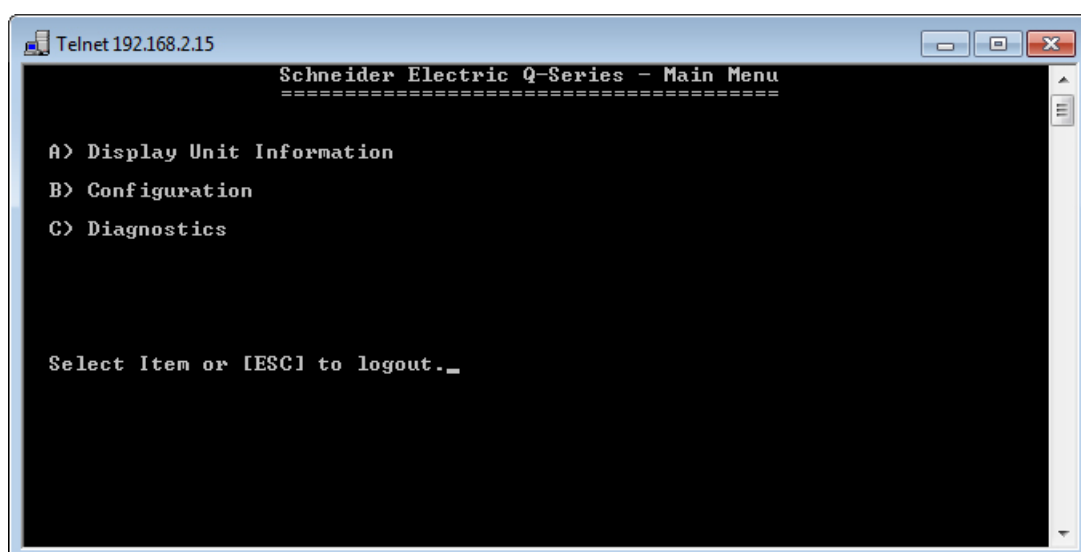 Telnet 192.168.2.15
Schneider Electric Q-Series - Main Menu
=======================================
A) Display Unit Information
B) Configuration
C) Diagnostics
Select Item or [ESC] to logout._